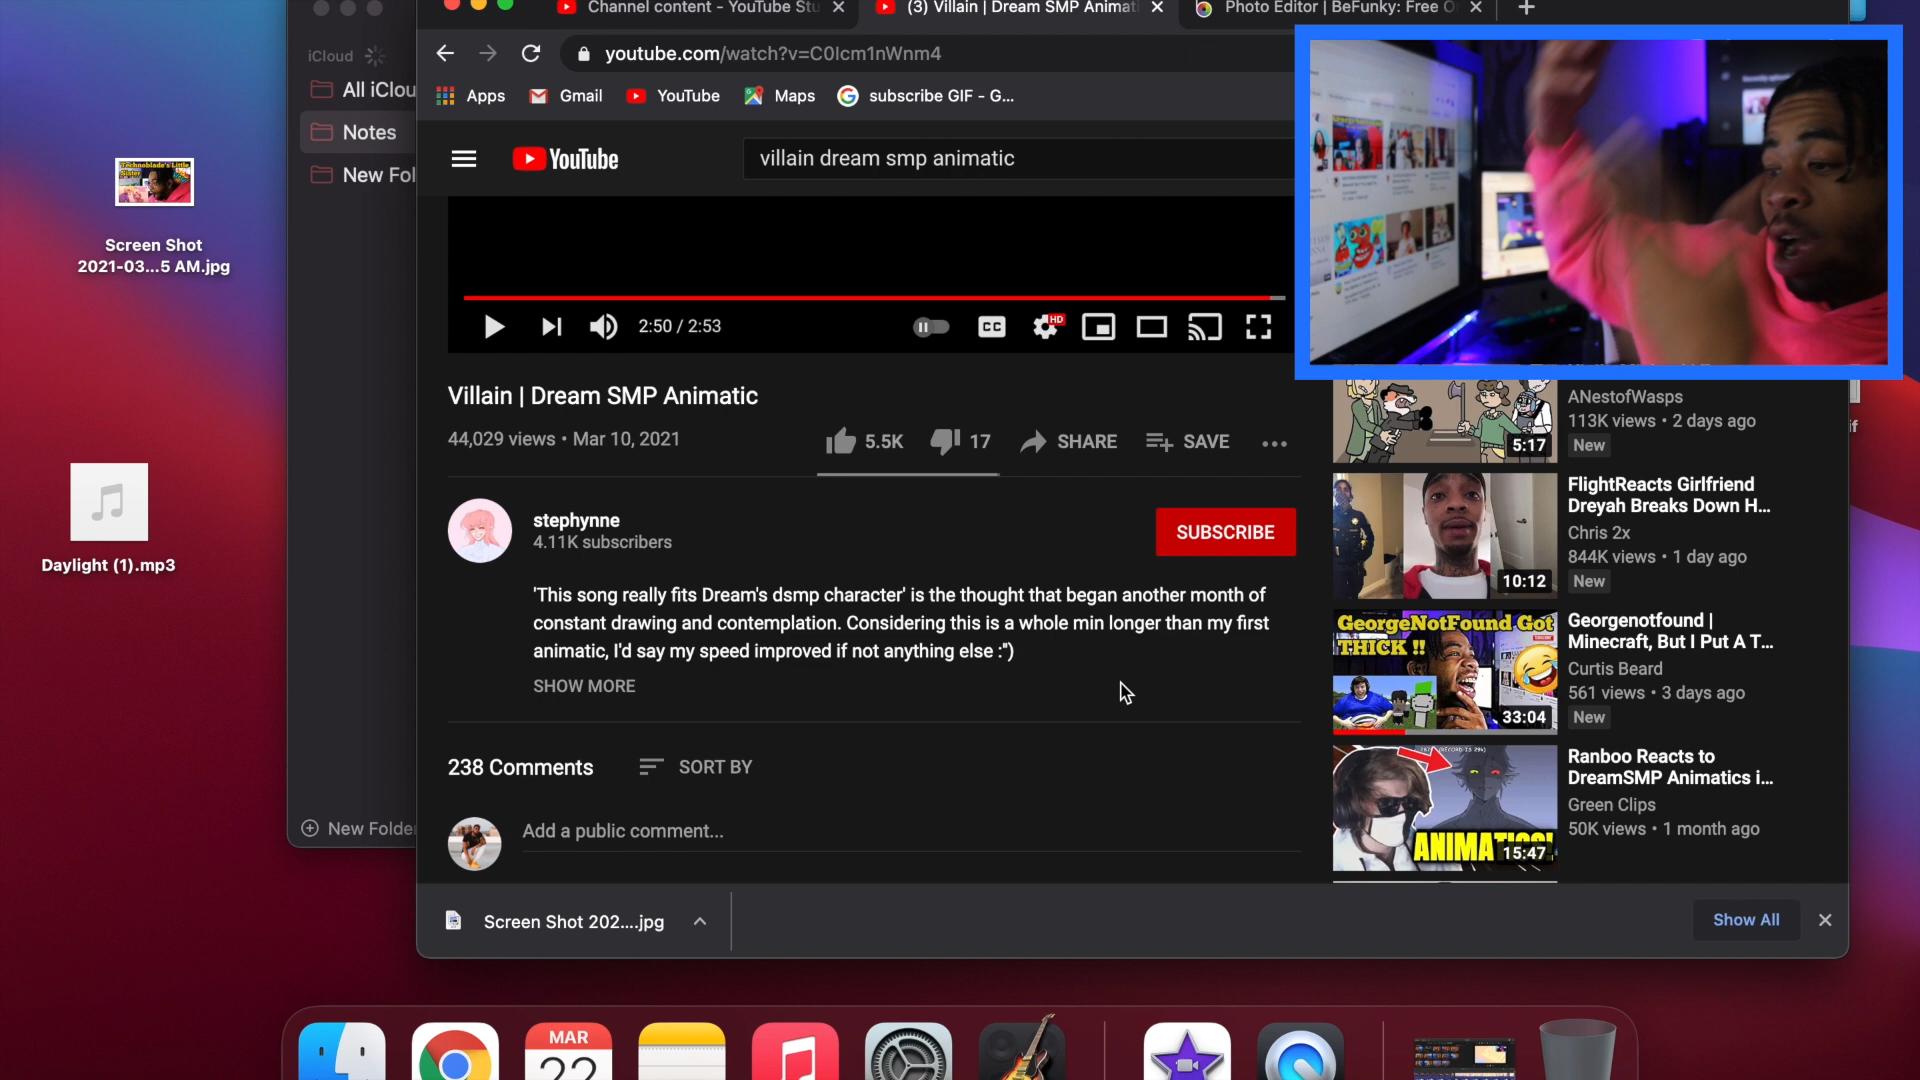 Channel content - YouTube Stu
(3) Villain | Dream SMP Animat
Photo Editor | BeFunky: Free O
iCloud
youtube.com/watch?v=C0Icm1nWnm4
All iClou
Apps
Gmail
YouTube
Maps
subscribe GIF - G...
Notes
New Fol
YouTube
villain dream smp animatic
Technoblade's Little
Sister
Screen Shot
2021-03...5 AM.jpg
2:50 / 2:53
CC
HD
Villain | Dream SMP Animatic
44,029 views • Mar 10, 2021
5.5K
17
SHARE
SAVE
stephynne
4.11K subscribers
SUBSCRIBE
'This song really fits Dream's dsmp character' is the thought that began another month of
constant drawing and contemplation. Considering this is a whole min longer than my first
animatic, I'd say my speed improved if not anything else :")
SHOW MORE
238 Comments
SORT BY
Add a public comment...
ANestofWasps
113K views • 2 days ago
New
5:17
FlightReacts Girlfriend
Dreyah Breaks Down H...
Chris 2x
844K views • 1 day ago
New
10:12
GeorgeNotFound Got
THICK !!
33:04
Georgenotfound |
Minecraft, But I Put A T...
Curtis Beard
561 views • 3 days ago
New
ANIMATICS!
15:47
Ranboo Reacts to
DreamSMP Animatics i...
Green Clips
50K views • 1 month ago
Daylight (1).mp3
New Folde
Screen Shot 202....jpg
Show All
MAR
22